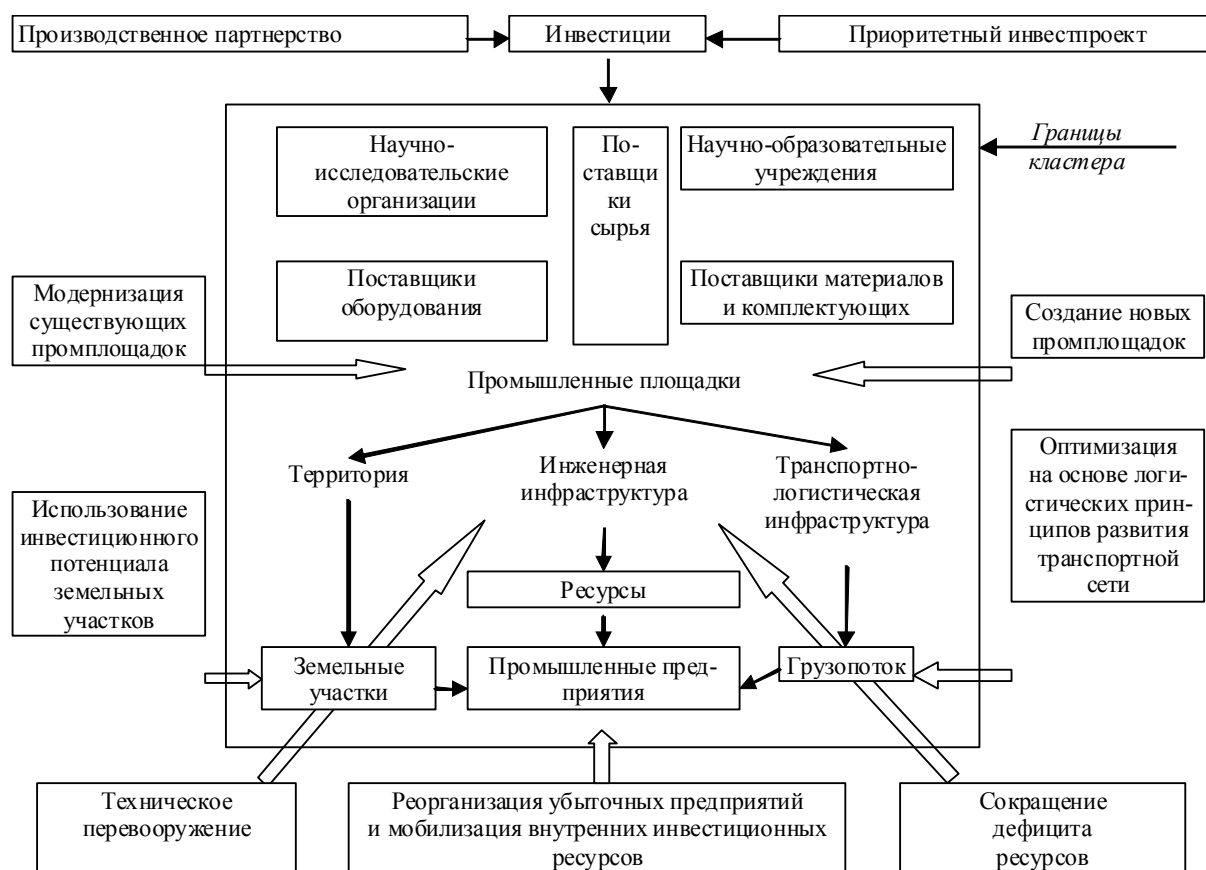 Производственное партнерство
Инвестиции
Приоритетный инвестпроект
Границы
кластера
Научно-
исследовательские
организации
По-
ставщи-
ки
сырья
Научно-образовательные
учреждения
Поставщики
оборудования
Поставщики материалов
и комплектующих
Модернизация
существующих
промплощадок
Создание новых
промплощадок
Промышленные площадки
Территория
Инженерная
инфраструктура
Транспортно-
логистическая
инфраструктура
Использование
инвестиционного
потенциала
земельных
участков
Оптимизация
на основе логи-
стических прин-
ципов развития
транспортной
сети
Ресурсы
Земельные
участки
Промышленные пред-
приятия
Грузопоток
Техническое
перевооружение
Реорганизация убыточных предприятий
и мобилизация внутренних инвестиционных
ресурсов
Сокращение
дефицита
ресурсов